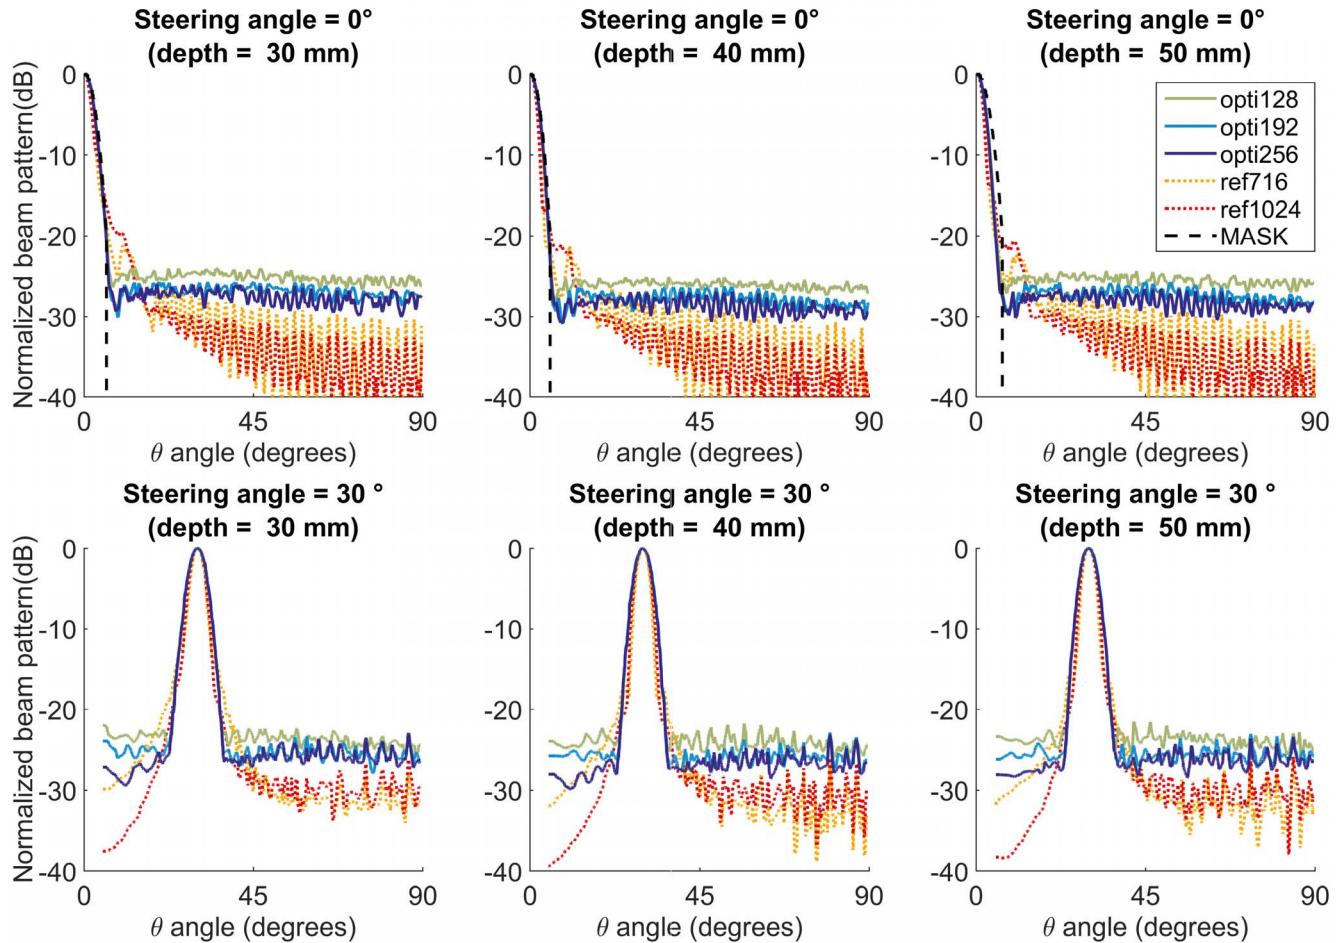 Steering angle = 0°
(depth =  30 mm)
Steering angle = 0°
(depth =  40 mm)
Steering angle = 0°
(depth =  50 mm)
Normalized beam pattern(dB)
0
-10
-20
-30
-40
0
45
90
θ angle (degrees)
0
-10
-20
-30
-40
0
45
90
θ angle (degrees)
0
-10
-20
-30
-40
0
45
90
θ angle (degrees)
opti128
opti192
opti256
ref716
ref1024
MASK
Steering angle = 30 °
(depth =  30 mm)
Steering angle = 30 °
(depth =  40 mm)
Steering angle = 30 °
(depth =  50 mm)
Normalized beam pattern(dB)
0
-10
-20
-30
-40
0
45
90
θ angle (degrees)
0
-10
-20
-30
-40
0
45
90
θ angle (degrees)
0
-10
-20
-30
-40
0
45
90
θ angle (degrees)